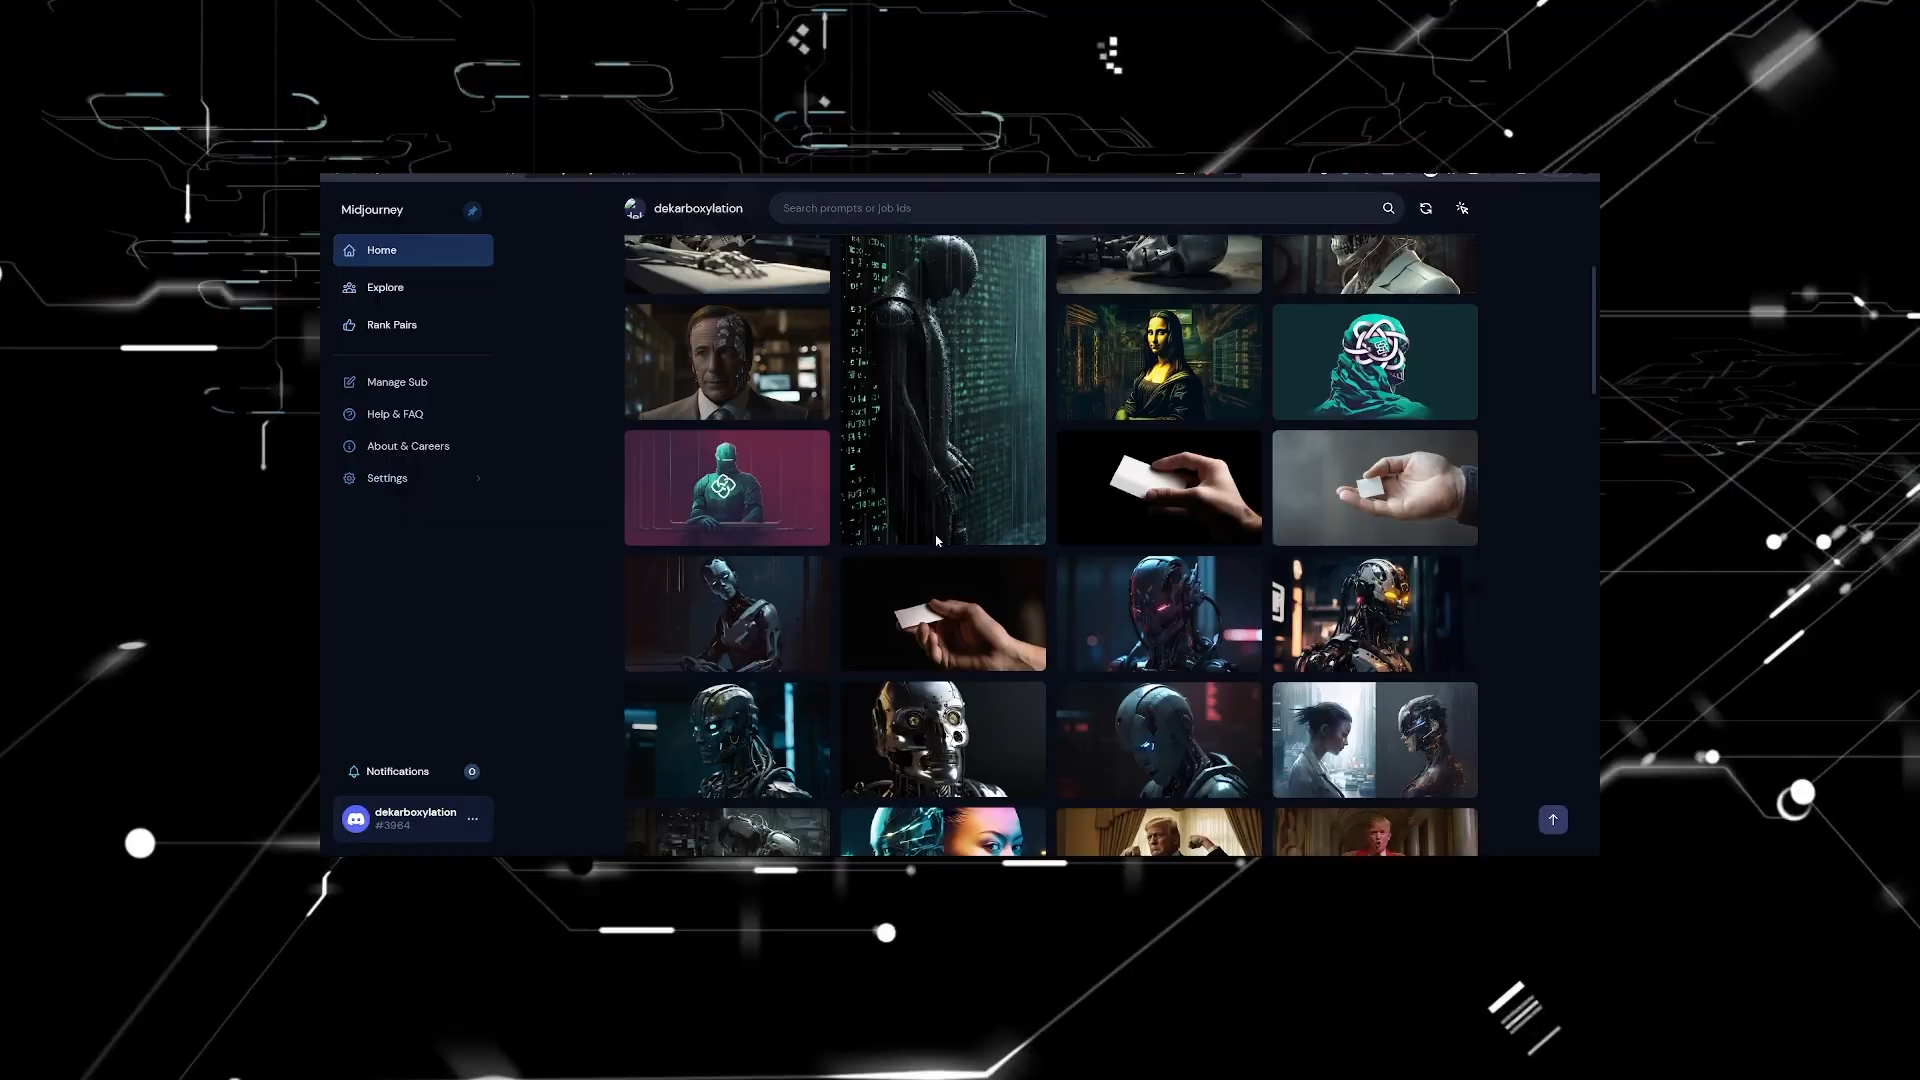 Midjourney
dekarboxylation
Search prompts or job ids
Home
Explore
Rank Pairs
Manage Sub
Help & FAQ
About & Careers
Settings
Notifications
0
dekarboxylation
#3964